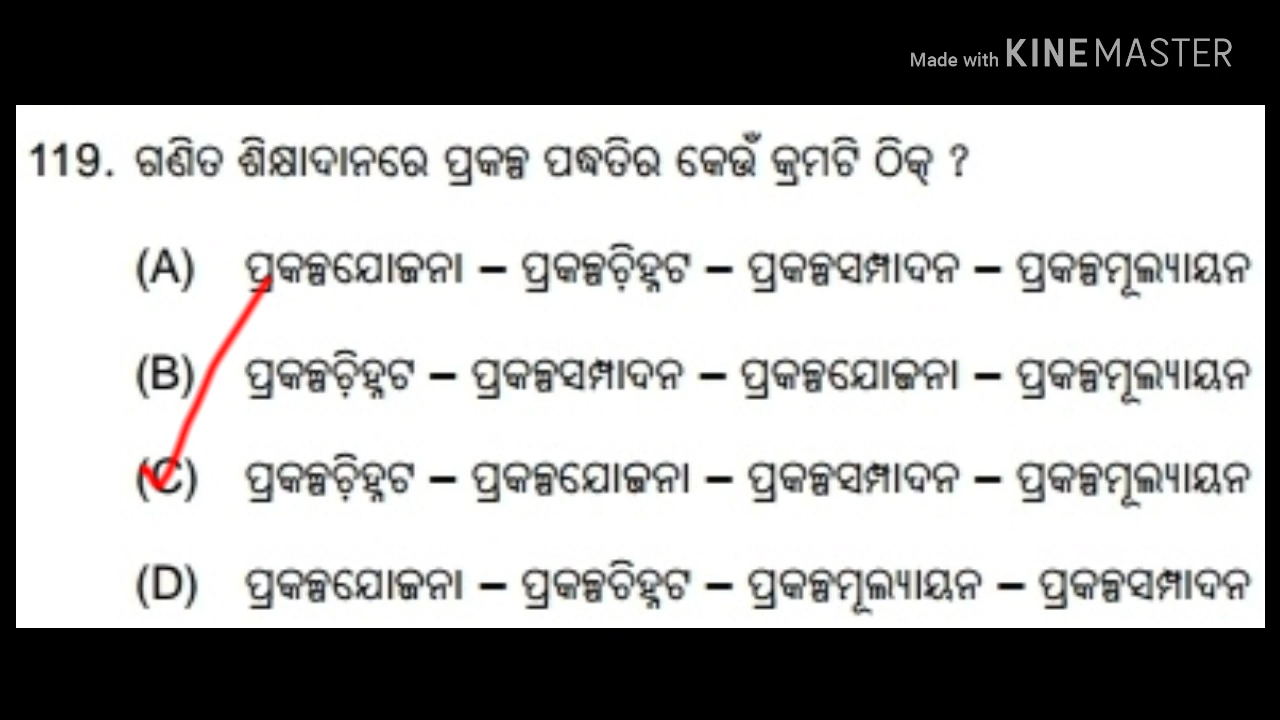 Made with KINEMASTER
119. ଗଣିତ ଶିକ୍ଷାଦାନରେ ପ୍ରକଳ୍ପ ପଦ୍ଧତିର କେଉଁ କ୍ରମଟି ଠିକ୍ ?
(A) ପ୍ରକଳ୍ପଯୋଜନା – ପ୍ରକଳ୍ପଚ଼ିହ୍ନଟ – ପ୍ରକଳ୍ପସମ୍ପାଦନ – ପ୍ରକଳ୍ପମୂଲ୍ୟାୟନ
(B) ପ୍ରକଳ୍ପଚ଼ିହ୍ନଟ – ପ୍ରକଳ୍ପସମ୍ପାଦନ – ପ୍ରକଳ୍ପଯୋଜନା – ପ୍ରକଳ୍ପମୂଲ୍ୟାୟନ
(C) ପ୍ରକଳ୍ପଚ଼ିହ୍ନଟ – ପ୍ରକଳ୍ପଯୋଜନା – ପ୍ରକଳ୍ପସମ୍ପାଦନ – ପ୍ରକଳ୍ପମୂଲ୍ୟାୟନ
(D) ପ୍ରକଳ୍ପଯୋଜନା – ପ୍ରକଳ୍ପଚିହ୍ନଟ – ପ୍ରକଳ୍ପମୂଲ୍ୟାୟନ – ପ୍ରକଳ୍ପସମ୍ପାଦନ